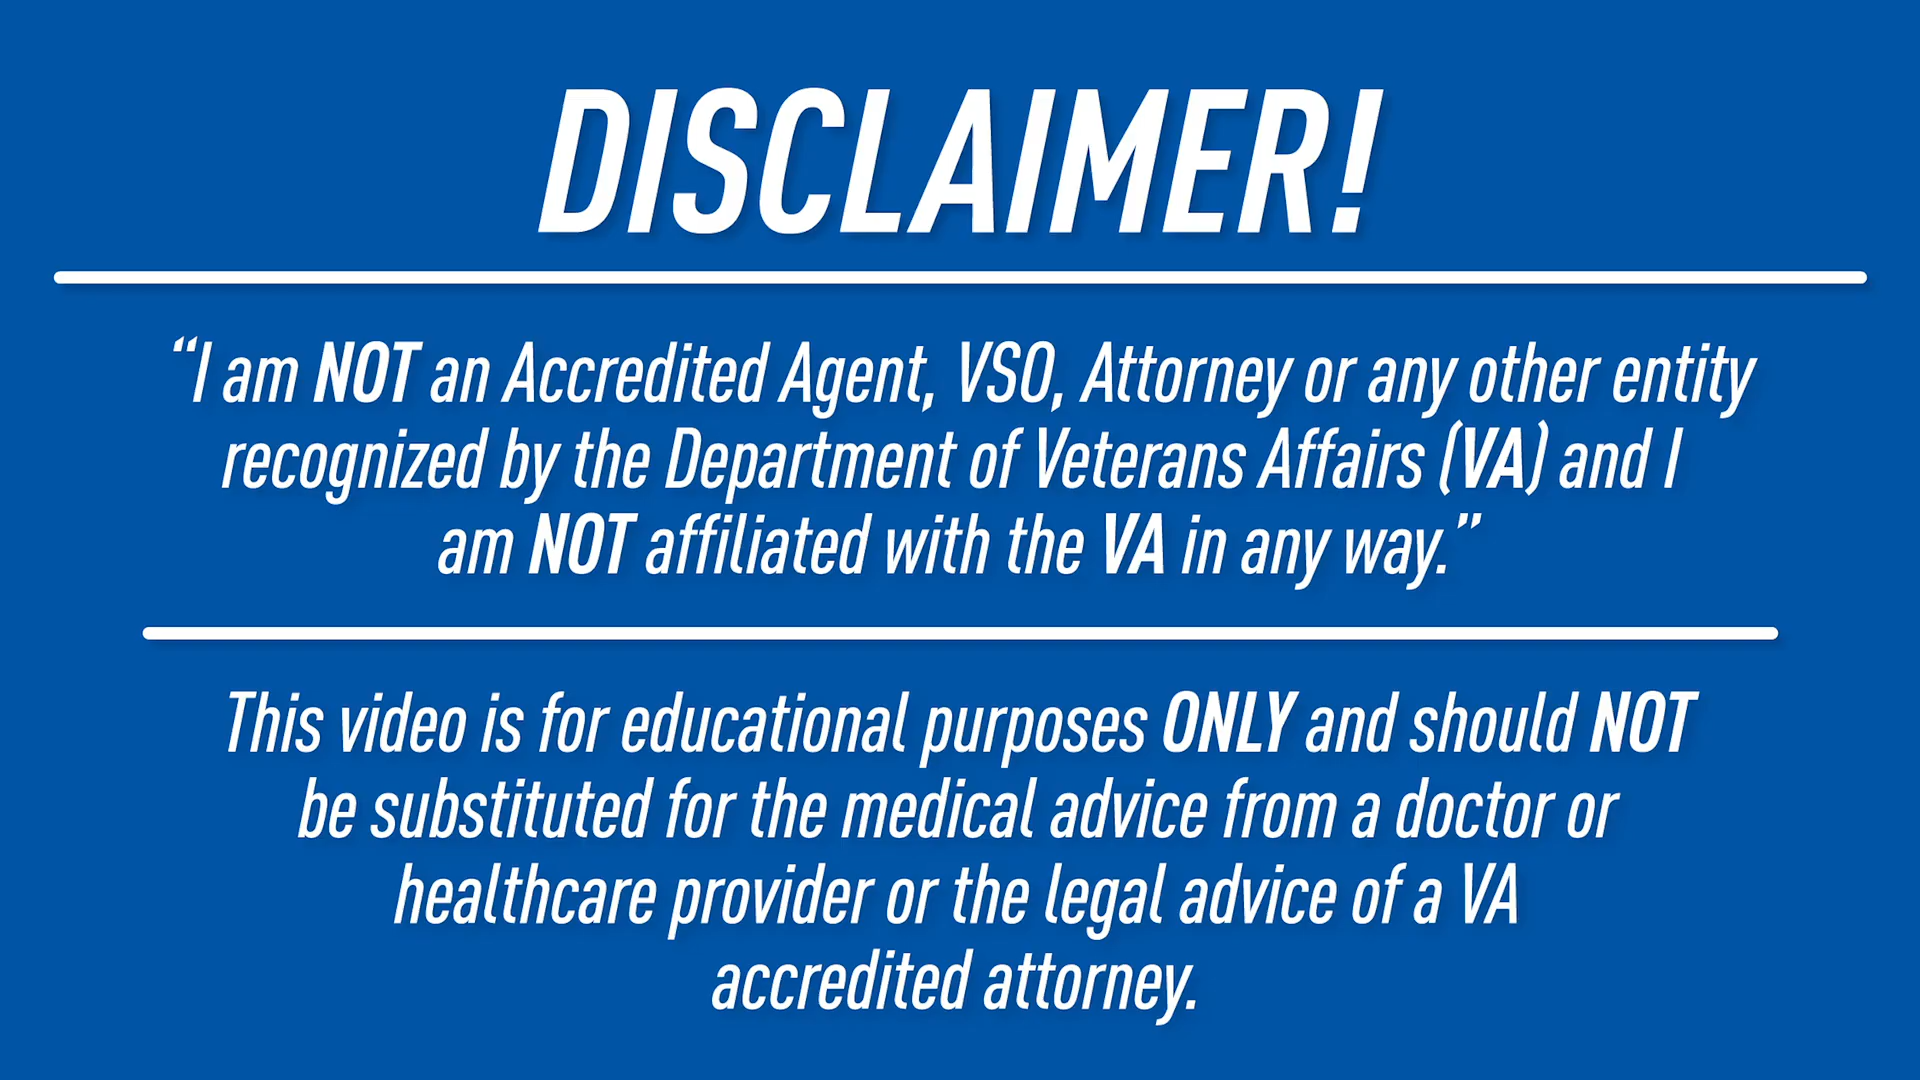 DISCLAIMER!
“I am NOT an Accredited Agent, VSO, Attorney or any other entity
recognized by the Department of Veterans Affairs (VA) and I
am NOT affiliated with the VA in any way.”
This video is for educational purposes ONLY and should NOT
be substituted for the medical advice from a doctor or
healthcare provider or the legal advice of a VA
accredited attorney.